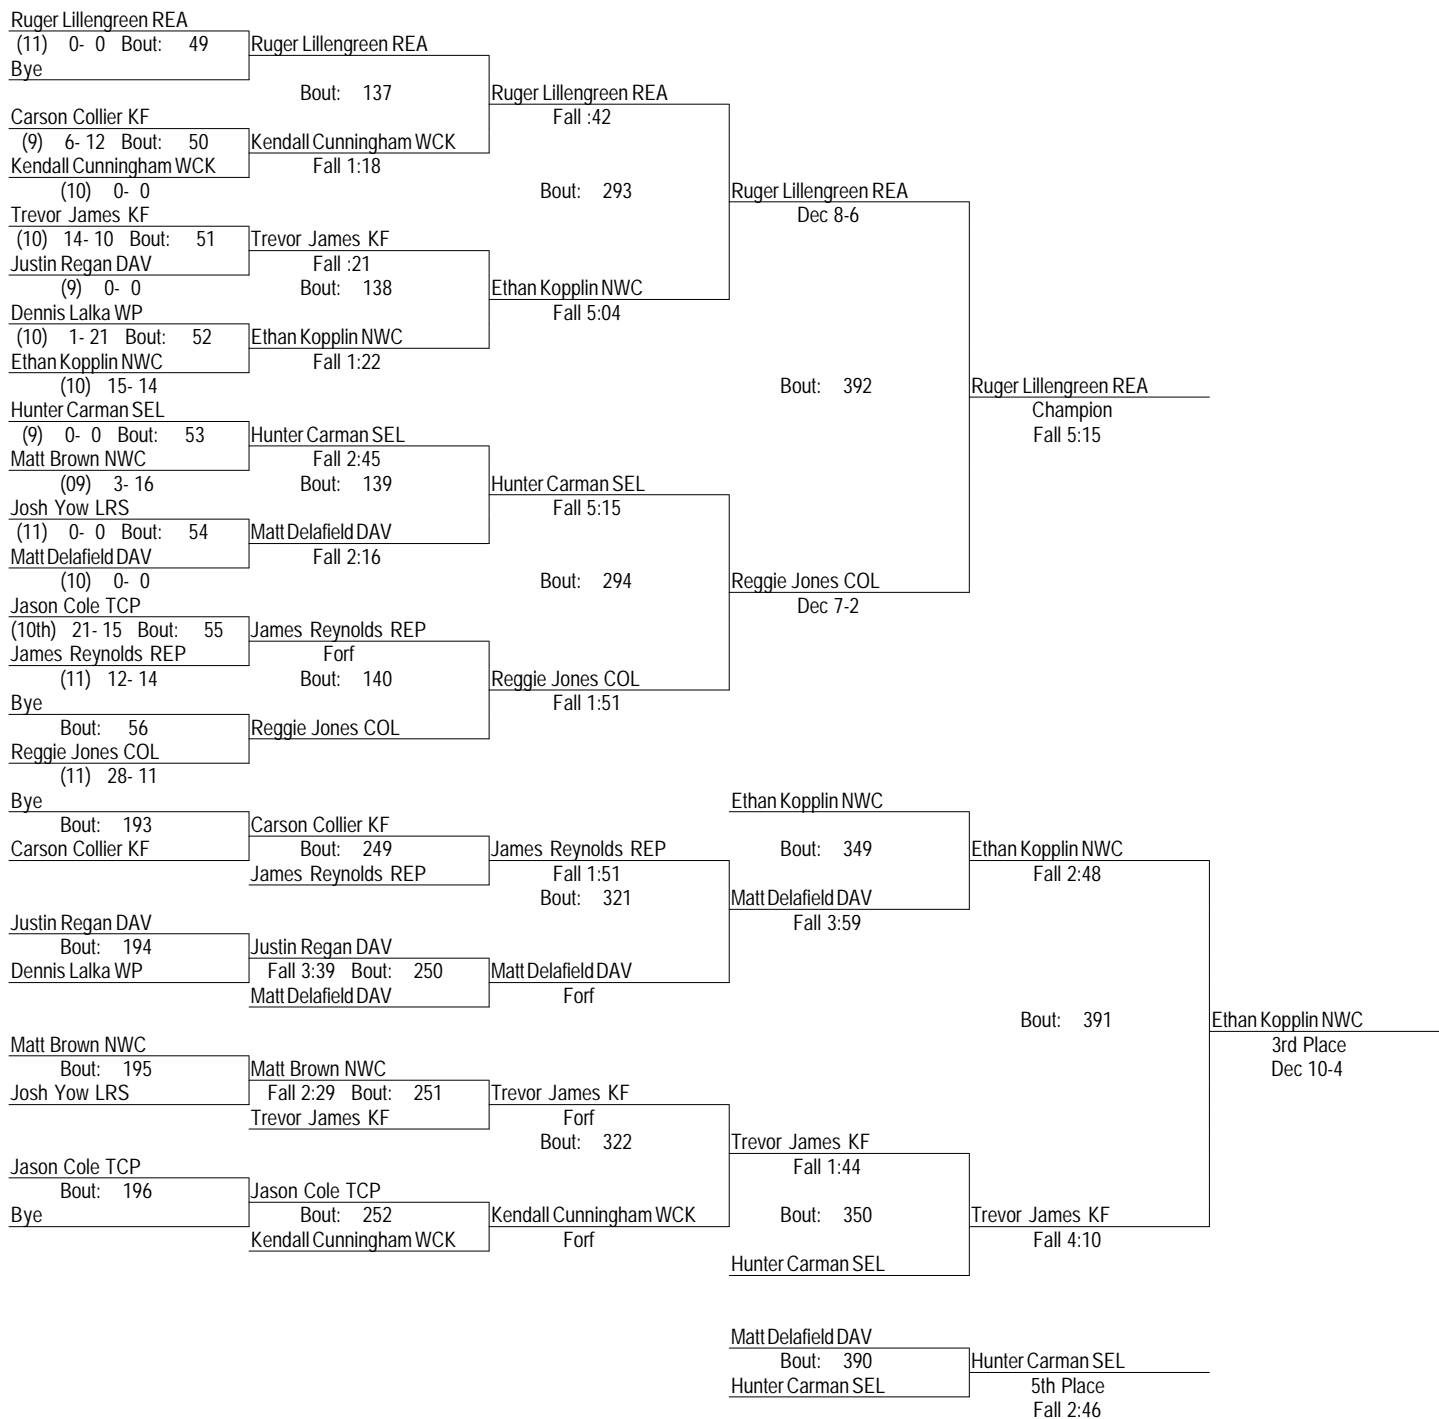 Ruger Lillengreen REA
(11) 0- 0 Bout: 49 Ruger Lillengreen REA
Bye
Bout: 137 Ruger Lillengreen REA
Carson Collier KF Fall :42
(9) 6- 12 Bout: 50 Kendall Cunningham WCK
Kendall Cunningham WCK Fall 1:18
(10) 0- 0 Bout: 293 Ruger Lillengreen REA
Trevor James KF Dec 8-6
(10) 14- 10 Bout: 51 Trevor James KF
Justin Regan DAV Fall :21
(9) 0- 0 Bout: 138 Ethan Kopplin NWC
Dennis Lalka WP Fall 5:04
(10) 1- 21 Bout: 52 Ethan Kopplin NWC
Ethan Kopplin NWC Fall 1:22
(10) 15- 14 Bout: 392 Ruger Lillengreen REA
Hunter Carman SEL Champion
(9) 0- 0 Bout: 53 Hunter Carman SEL Fall 5:15
Matt Brown NWC Fall 2:45
(09) 3- 16 Bout: 139 Hunter Carman SEL
Josh Yow LRS Fall 5:15
(11) 0- 0 Bout: 54 Matt Delafield DAV
Matt Delafield DAV Fall 2:16
(10) 0- 0 Bout: 294 Reggie Jones COL
Jason Cole TCP Dec 7-2
(10th) 21- 15 Bout: 55 James Reynolds REP
James Reynolds REP Forf
(11) 12- 14 Bout: 140 Reggie Jones COL
Bye Fall 1:51
Bout: 56 Reggie Jones COL
Reggie Jones COL
(11) 28- 11
Bye Ethan Kopplin NWC
Bout: 193 Carson Collier KF
Carson Collier KF Bout: 249 James Reynolds REP Bout: 349 Ethan Kopplin NWC
James Reynolds REP Fall 1:51 Fall 2:48
Bout: 321 Matt Delafield DAV
Justin Regan DAV Fall 3:59
Bout: 194 Justin Regan DAV
Dennis Lalka WP Fall 3:39 Bout: 250 Matt Delafield DAV
Matt Delafield DAV Forf
Bout: 391 Ethan Kopplin NWC
Matt Brown NWC 3rd Place
Bout: 195 Matt Brown NWC Dec 10-4
Josh Yow LRS Fall 2:29 Bout: 251 Trevor James KF
Trevor James KF Forf
Bout: 322 Trevor James KF
Jason Cole TCP Fall 1:44
Bout: 196 Jason Cole TCP
Bye Bout: 252 Kendall Cunningham WCK Bout: 350 Trevor James KF
Kendall Cunningham WCK Forf Fall 4:10
Hunter Carman SEL
Matt Delafield DAV
Bout: 390 Hunter Carman SEL
Hunter Carman SEL 5th Place
Fall 2:46